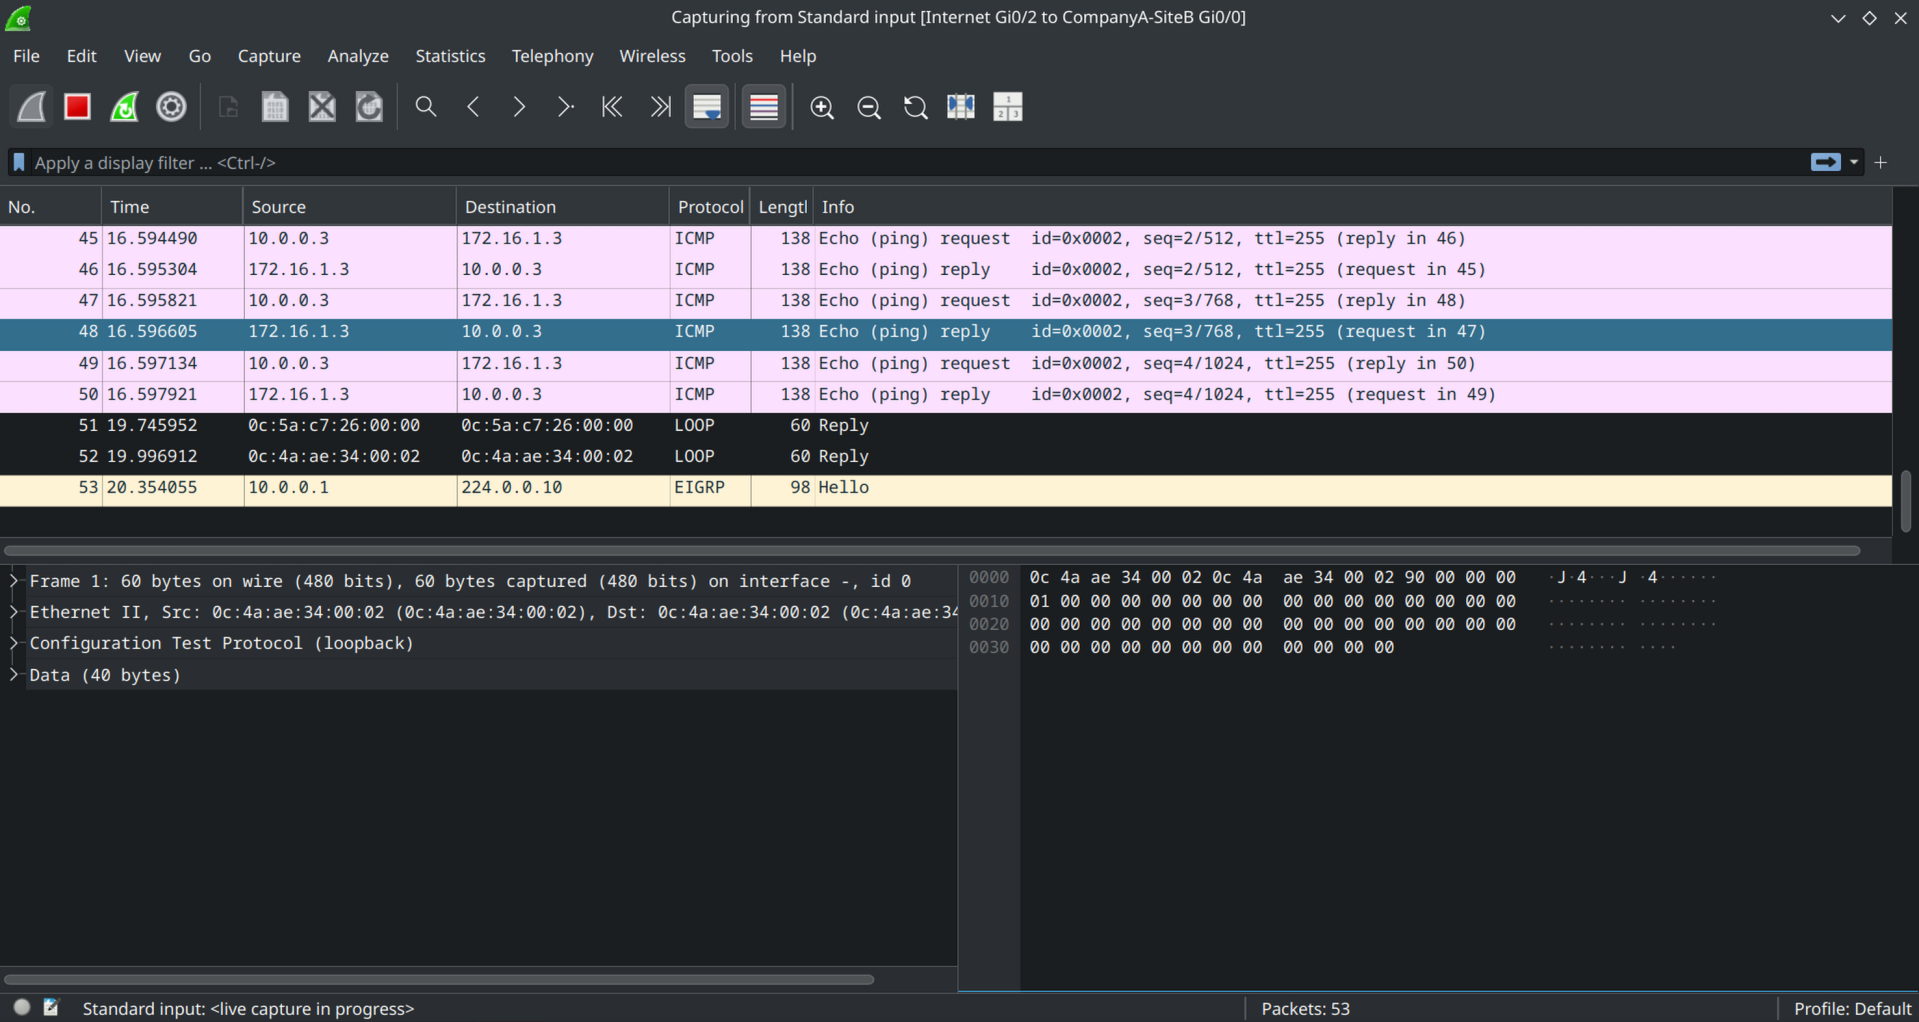 Capturing from Standard input [Internet Gi0/2 to CompanyA-SiteB Gi0/0]
File Edit View Go Capture Analyze Statistics Telephony Wireless Tools Help
Apply a display filter ... <Ctrl-/>
No. Time Source Destination Protocol Lengtl Info
45 16.594490 10.0.0.3 172.16.1.3 ICMP 138 Echo (ping) request id=0x0002, seq=2/512, ttl=255 (reply in 46)
46 16.595304 172.16.1.3 10.0.0.3 ICMP 138 Echo (ping) reply id=0x0002, seq=2/512, ttl=255 (request in 45)
47 16.595821 10.0.0.3 172.16.1.3 ICMP 138 Echo (ping) request id=0x0002, seq=3/768, ttl=255 (reply in 48)
48 16.596605 172.16.1.3 10.0.0.3 ICMP 138 Echo (ping) reply id=0x0002, seq=3/768, ttl=255 (request in 47)
49 16.597134 10.0.0.3 172.16.1.3 ICMP 138 Echo (ping) request id=0x0002, seq=4/1024, ttl=255 (reply in 50)
50 16.597921 172.16.1.3 10.0.0.3 ICMP 138 Echo (ping) reply id=0x0002, seq=4/1024, ttl=255 (request in 49)
51 19.745952 0c:5a:c7:26:00:00 0c:5a:c7:26:00:00 LOOP 60 Reply
52 19.996912 0c:4a:ae:34:00:02 0c:4a:ae:34:00:02 LOOP 60 Reply
53 20.354055 10.0.0.1 224.0.0.10 EIGRP 98 Hello
Frame 1: 60 bytes on wire (480 bits), 60 bytes captured (480 bits) on interface -, id 0
Ethernet II, Src: 0c:4a:ae:34:00:02 (0c:4a:ae:34:00:02), Dst: 0c:4a:ae:34:00:02 (0c:4a:ae:34
Configuration Test Protocol (loopback)
Data (40 bytes)
0000 0c 4a ae 34 00 02 0c 4a ae 34 00 02 90 00 00 00 ·J·4···J ·4······
0010 01 00 00 00 00 00 00 00 00 00 00 00 00 00 00 00 ········ ········
0020 00 00 00 00 00 00 00 00 00 00 00 00 00 00 00 00 ········ ········
0030 00 00 00 00 00 00 00 00 00 00 00 00 ········ ····
Standard input: <live capture in progress> Packets: 53 Profile: Default